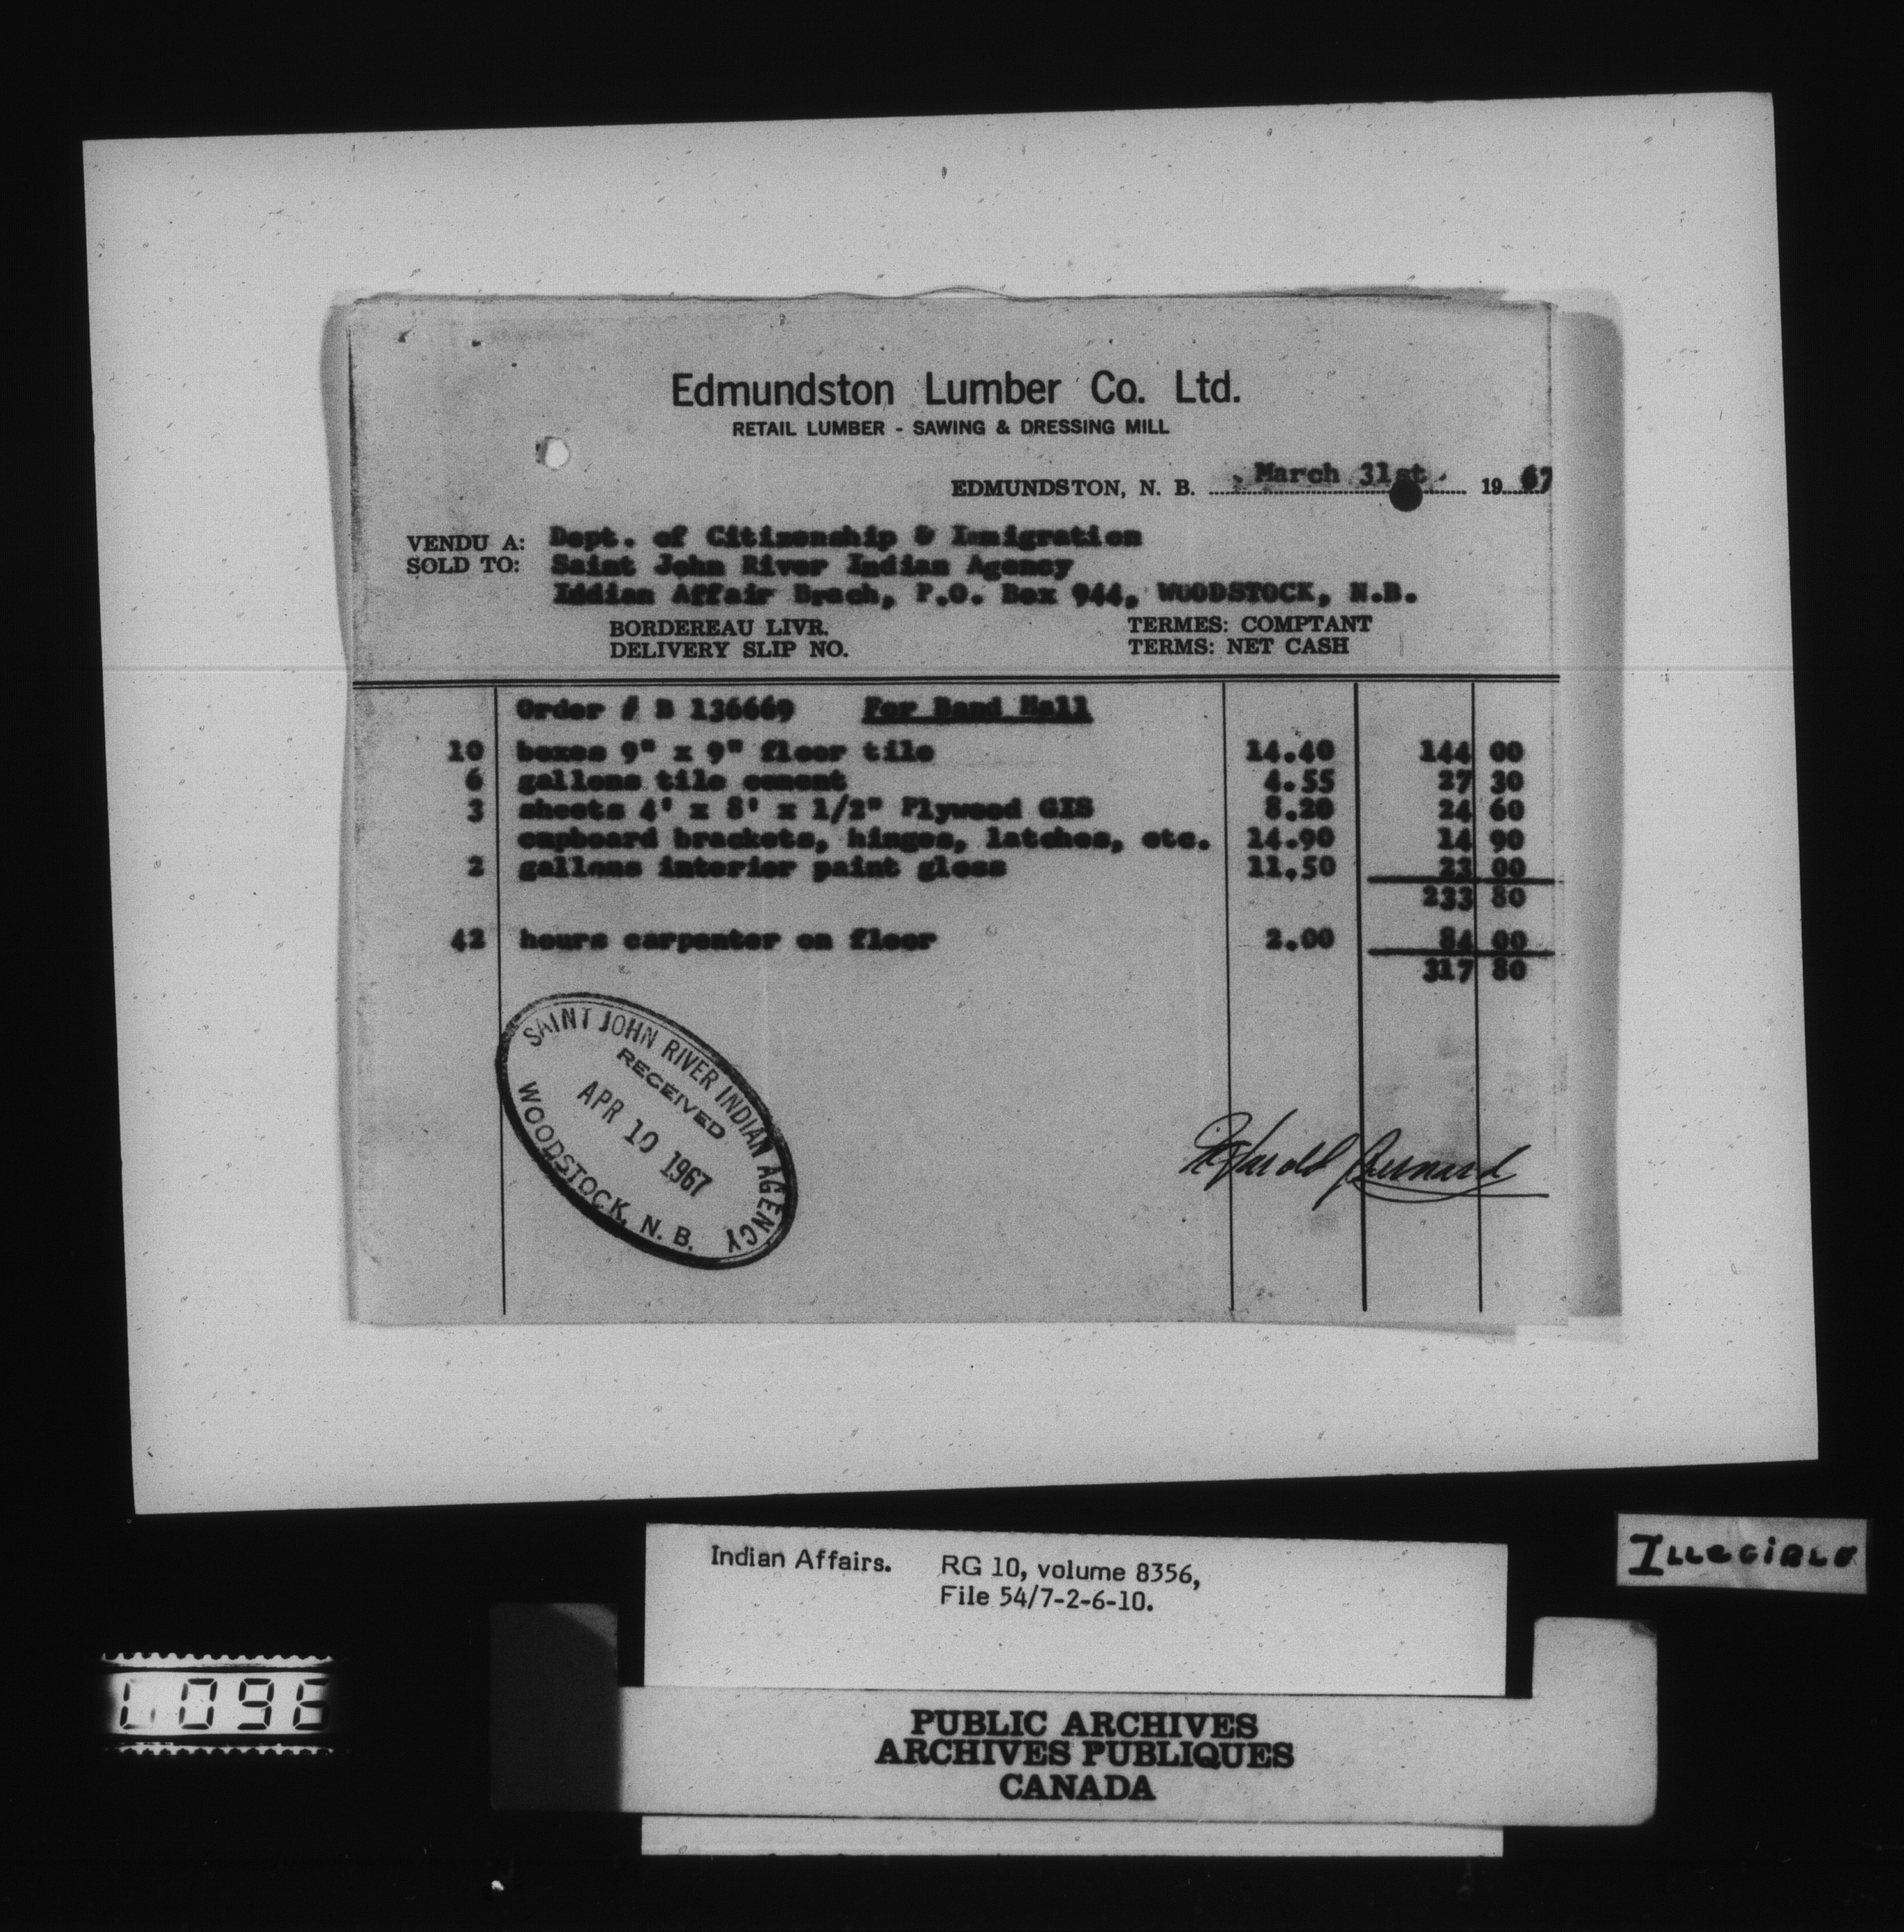 Edmundston Lumber Co. Ltd.
RETAIL LUMBER - SAWING & DRESSING MILL
EDMUNDSTON, N. B. March 31st. 1967
VENDU A: Dept. of Citizenship & Immigration
SOLD TO: Saint John River Indian Agency
Iddian Affair Brach, P.O. Box 944, WOODSTOCK, N.B.
BORDEREAU LIVR. TERMES: COMPTANT
DELIVERY SLIP NO. TERMS: NET CASH
Order # B 136669 For Band Hall
10 boxes 9" x 9" floor tile 14.40 144 00
6 gallons tile cement 4.55 27 30
3 sheets 4' x 8' x 1/2" Plywood GIS 8.20 24 60
cupboard brackets, hinges, latches, etc. 14.90 14 90
2 gallons interior paint gloss 11.50 23 00
233 80
42 hours carpenter on floor 2.00 84 00
317 80
SAINT JOHN RIVER INDIAN AGENCY
RECEIVED
APR 10 1967
WOODSTOCK, N. B.
Harold Bernard
Illegible
Indian Affairs. RG 10, volume 8356,
File 54/7-2-6-10.
PUBLIC ARCHIVES
ARCHIVES PUBLIQUES
CANADA